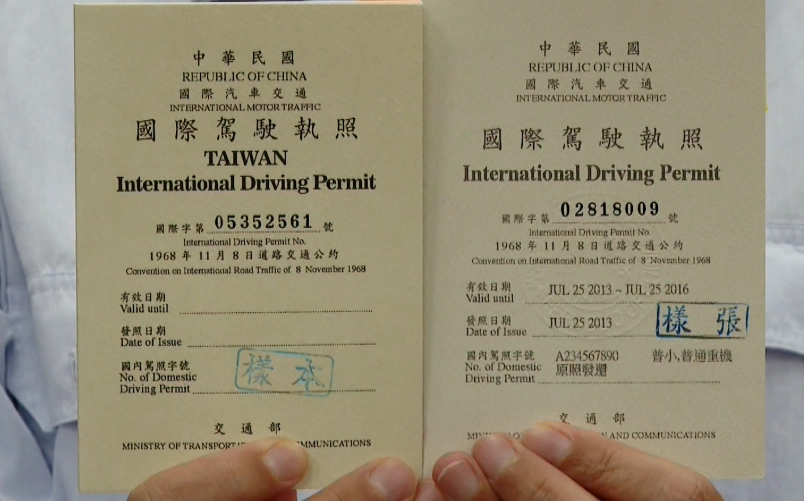 中華民國
REPUBLIC OF CHINA
國際汽車交通
INTERNATIONAL MOTOR TRAFFIC
國際駕駛執照
TAIWAN
International Driving Permit
國際字第 05352561 號
International Driving Permit No.
1968 年 11 月 8 日道路交通公約
Convention on International Road Traffic of 8 November 1968
有效日期
Valid until
發照日期
Date of Issue
國內駕照字號
No. of Domestic
Driving Permit
樣本
交通部
MINISTRY OF COMMUNICATIONS
中華民國
REPUBLIC OF CHINA
國際汽車交通
INTERNATIONAL MOTOR TRAFFIC
國際駕駛執照
International Driving Permit
國際字第 02818009 號
International Driving Permit No.
1968 年 11 月 8 日道路交通公約
Convention on International Road Traffic of 8 November 1968
有效日期
Valid until JUL 25 2013 ~ JUL 25 2016
發照日期
Date of Issue JUL 25 2013
樣張
國內駕照字號 A234567890 普小,普通重機
No. of Domestic 原照發還
Driving Permit
交通部
AND COMMUNICATIONS